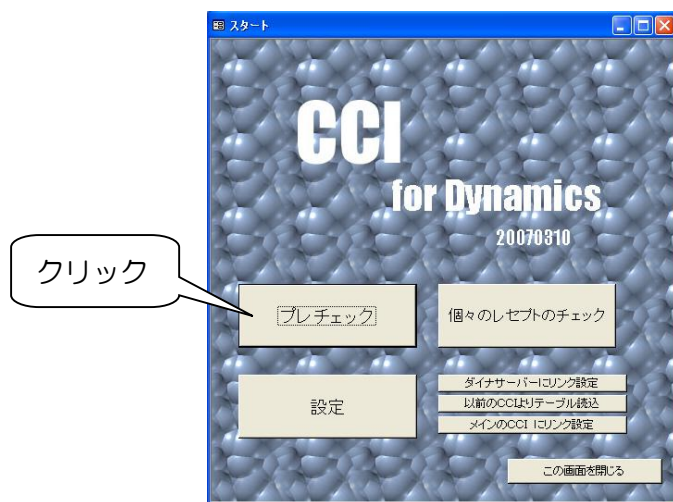 スタート
CCI
for Dynamics
20070310
クリック
プレチェック
個々のレセプトのチェック
設定
ダイナサーバーにリンク設定
以前のCCIよりテーブル読込
メインのCCI にリンク設定
この画面を閉じる